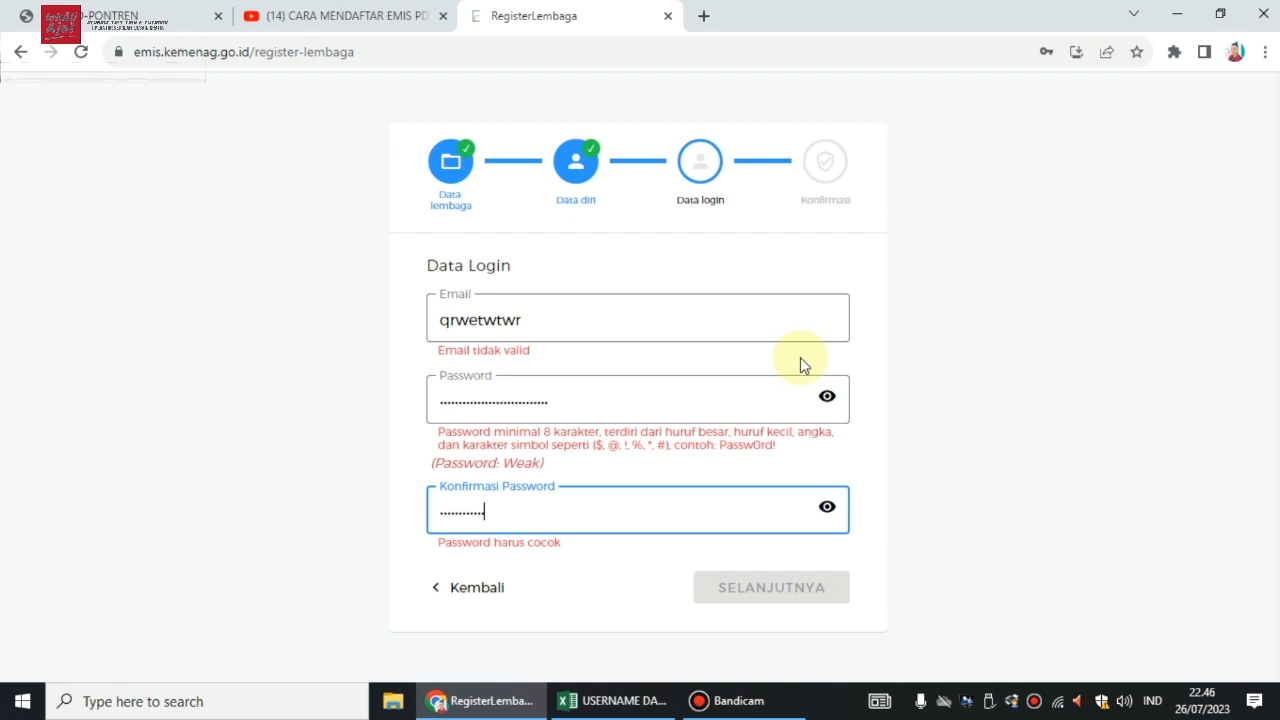 D-PONTREN
(14) CARA MENDAFTAR EMIS PD
RegisterLembaga
emis.kemenag.go.id/register-lembaga
Data lembaga
Data diri
Data login
Konfirmasi
Data Login
Email
qrwetwtwr
Email tidak valid
Password
Password minimal 8 karakter, terdiri dari huruf besar, huruf kecil, angka,
dan karakter simbol seperti ($, @, !, %, *, #), contoh: Passw0rd!
(Password: Weak)
Konfirmasi Password
Password harus cocok
Kembali
SELANJUTNYA
Type here to search
RegisterLemba...
USERNAME DA...
Bandicam
IND
22.46
26/07/2023